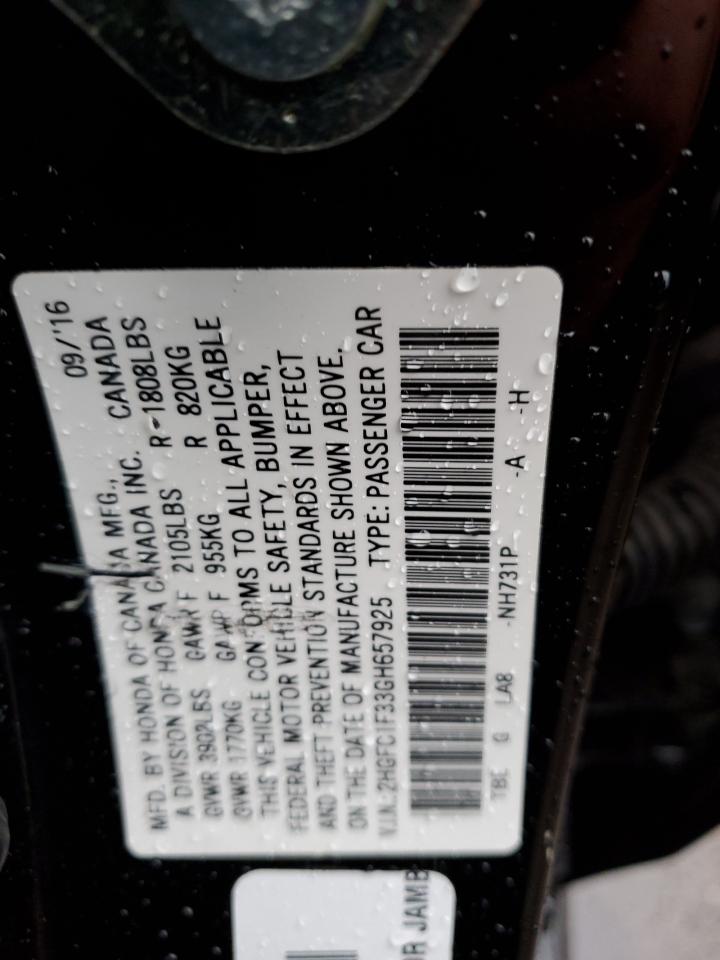 MFD. BY HONDA OF CANADA MFG., 09/16
A DIVISION OF HONDA CANADA INC. CANADA
GVWR 3902LBS GAWR F 2105LBS R 1808LBS
GVWR 1770KG GAWR F 955KG R 820KG
THIS VEHICLE CONFORMS TO ALL APPLICABLE
FEDERAL MOTOR VEHICLE SAFETY, BUMPER,
AND THEFT PREVENTION STANDARDS IN EFFECT
ON THE DATE OF MANUFACTURE SHOWN ABOVE.
V.I.N.: 2HGFC1F33GH657925 TYPE: PASSENGER CAR
TBE G LA8 -NH731P -A -H
OR JAMB